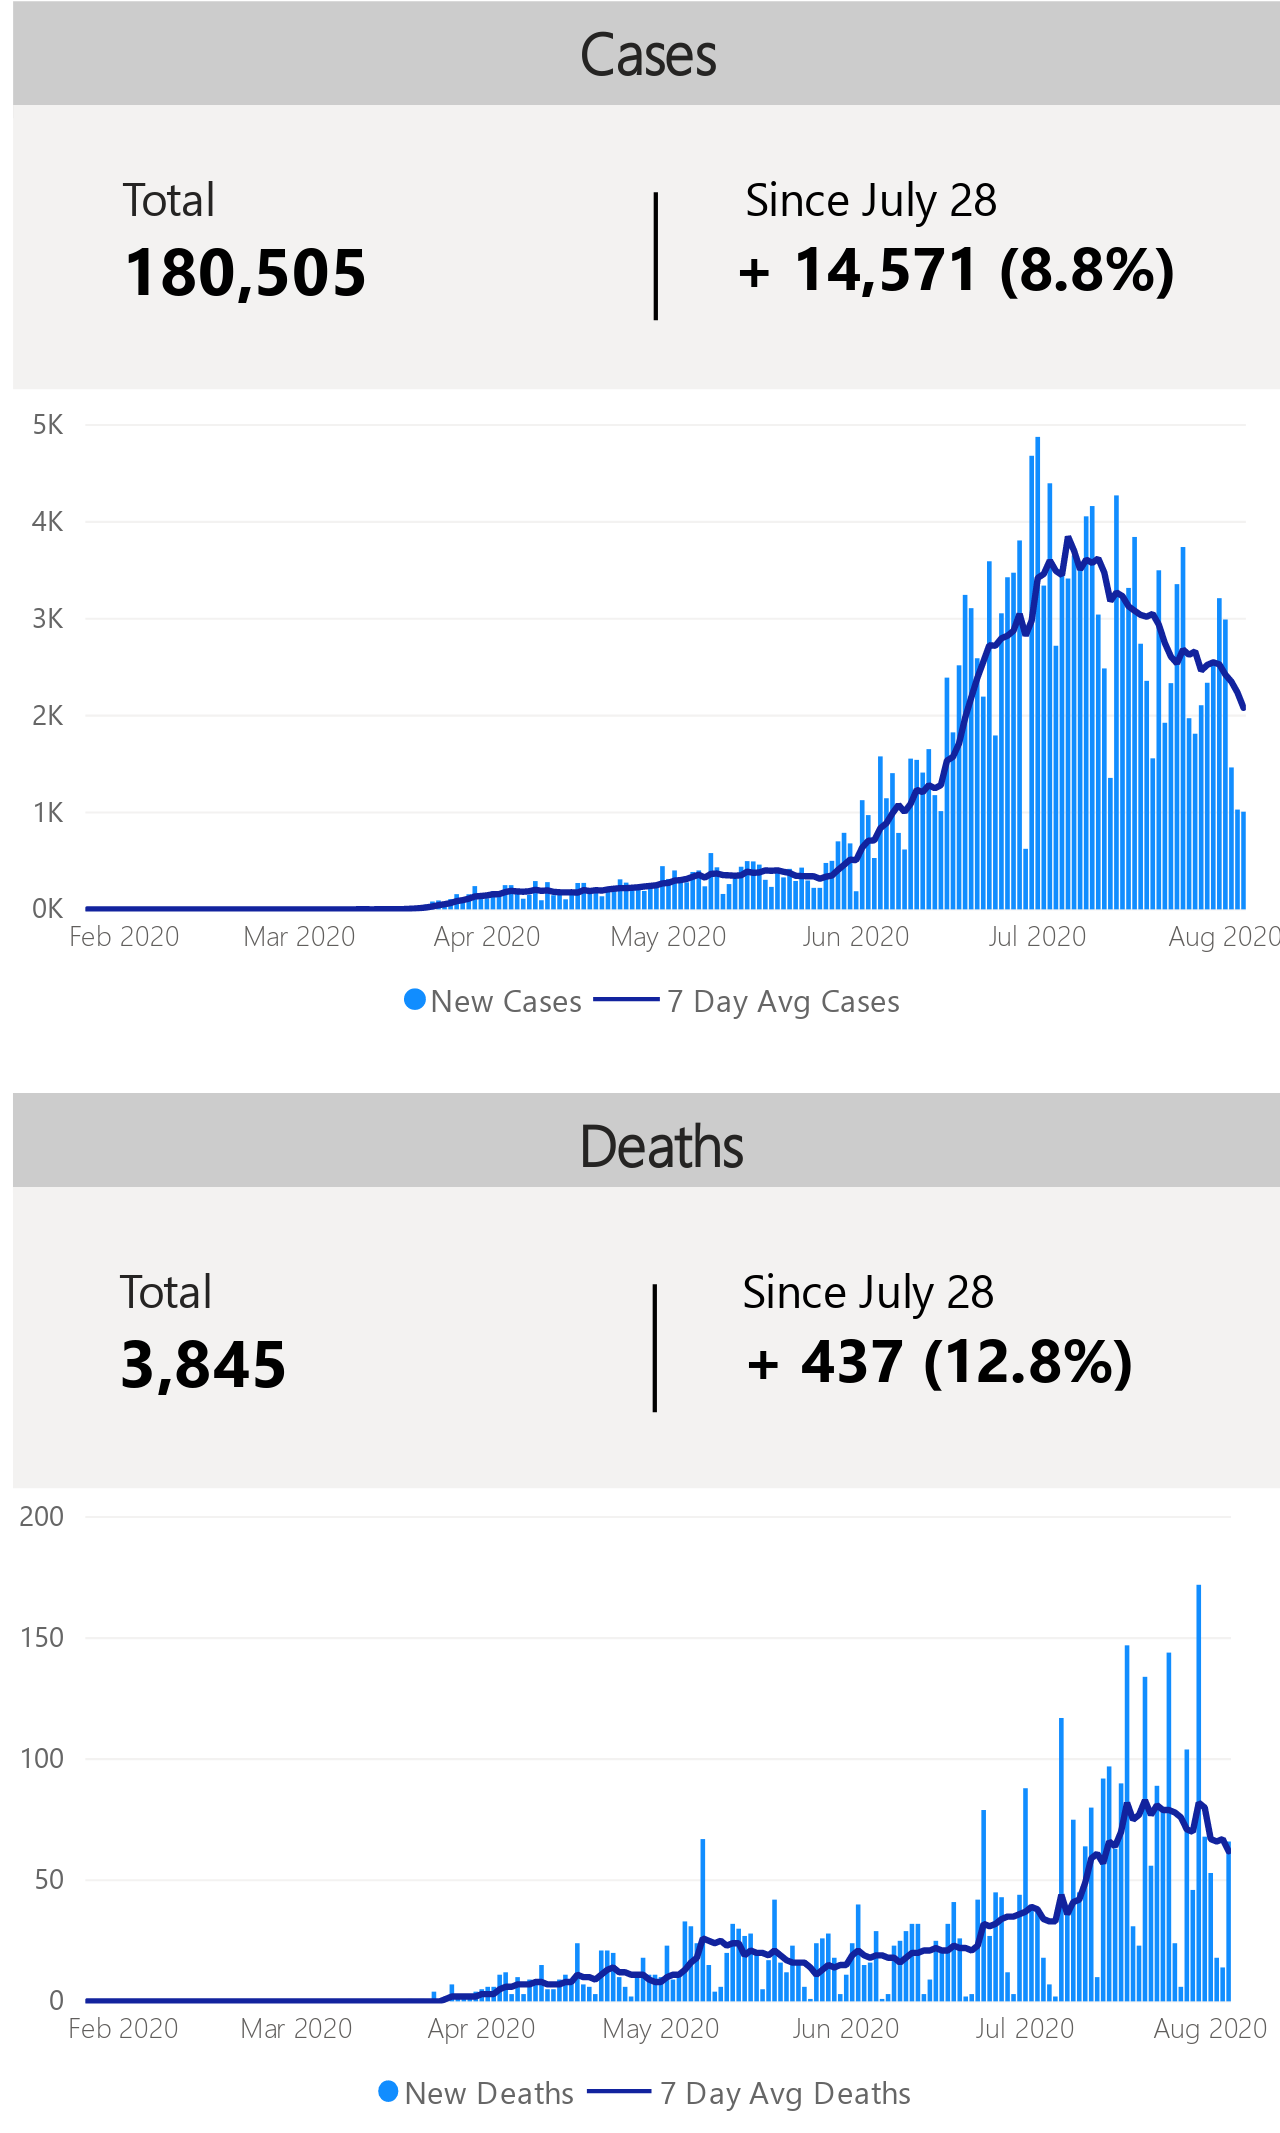 Cases
Total
Since July 28
180,505
+ 14,571 (8.8%)
5K
4K
3K
2K
1K
0K
Feb 2020 Mar 2020 Apr 2020 May 2020 Jun 2020 Jul 2020 Aug 2020
New Cases 7 Day Avg Cases
Deaths
Total
Since July 28
3,845
+ 437 (12.8%)
200
150
100
50
0
Feb 2020 Mar 2020 Apr 2020 May 2020 Jun 2020 Jul 2020 Aug 2020
New Deaths 7 Day Avg Deaths